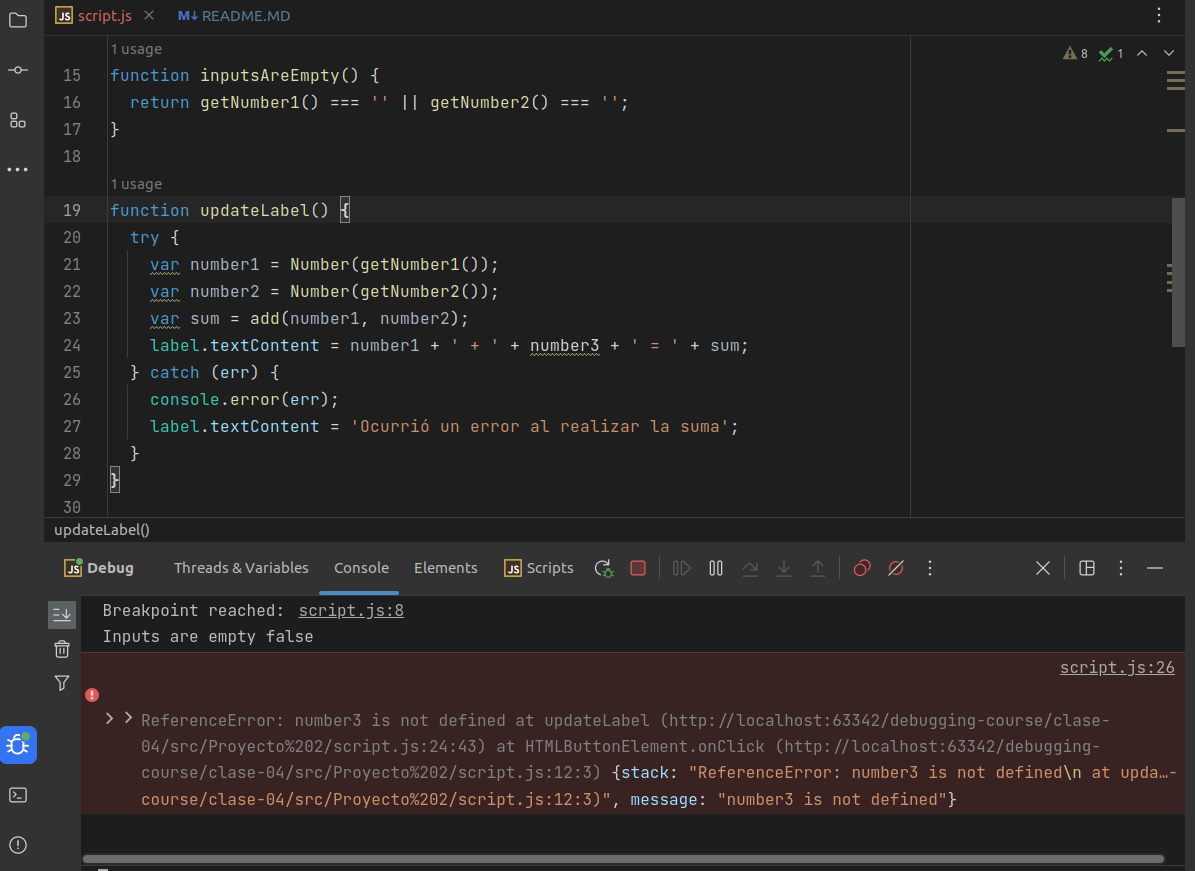 JS script.js × M↓ README.MD
8 1
1 usage
15 function inputsAreEmpty() {
16 return getNumber1() === '' || getNumber2() === '';
17 }
18
1 usage
19 function updateLabel() {
20 try {
21 var number1 = Number(getNumber1());
22 var number2 = Number(getNumber2());
23 var sum = add(number1, number2);
24 label.textContent = number1 + ' + ' + number3 + ' = ' + sum;
25 } catch (err) {
26 console.error(err);
27 label.textContent = 'Ocurrió un error al realizar la suma';
28 }
29 }
30
updateLabel()
JS Debug Threads & Variables Console Elements JS Scripts
Breakpoint reached: script.js:8
Inputs are empty false
script.js:26
ReferenceError: number3 is not defined at updateLabel (http://localhost:63342/debugging-course/clase-
04/src/Proyecto%202/script.js:24:43) at HTMLButtonElement.onClick (http://localhost:63342/debugging-
course/clase-04/src/Proyecto%202/script.js:12:3) {stack: "ReferenceError: number3 is not defined\n at upda…-
course/clase-04/src/Proyecto%202/script.js:12:3)", message: "number3 is not defined"}